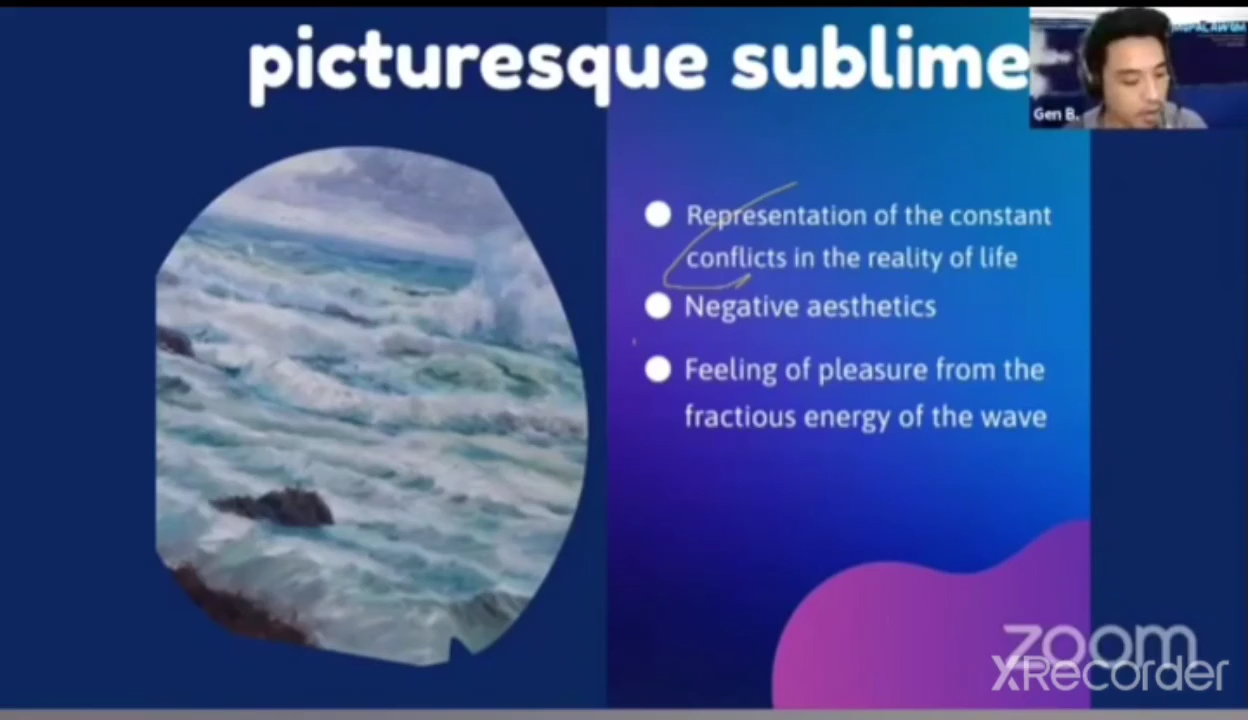 picturesque sublime
Gen B.
Representation of the constant
conflicts in the reality of life
Negative aesthetics
Feeling of pleasure from the
fractious energy of the wave
zoom
XRecorder